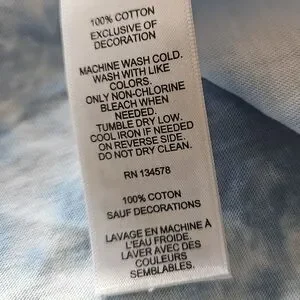 100% COTTON
EXCLUSIVE OF
DECORATION
MACHINE WASH COLD.
WASH WITH LIKE
COLORS.
ONLY NON-CHLORINE
BLEACH WHEN
NEEDED.
TUMBLE DRY LOW.
COOL IRON IF NEEDED
ON REVERSE SIDE.
DO NOT DRY CLEAN.
RN 134578
100% COTON
SAUF DECORATIONS
LAVAGE EN MACHINE À
L'EAU FROIDE.
LAVER AVEC DES
COULEURS
SEMBLABLES.